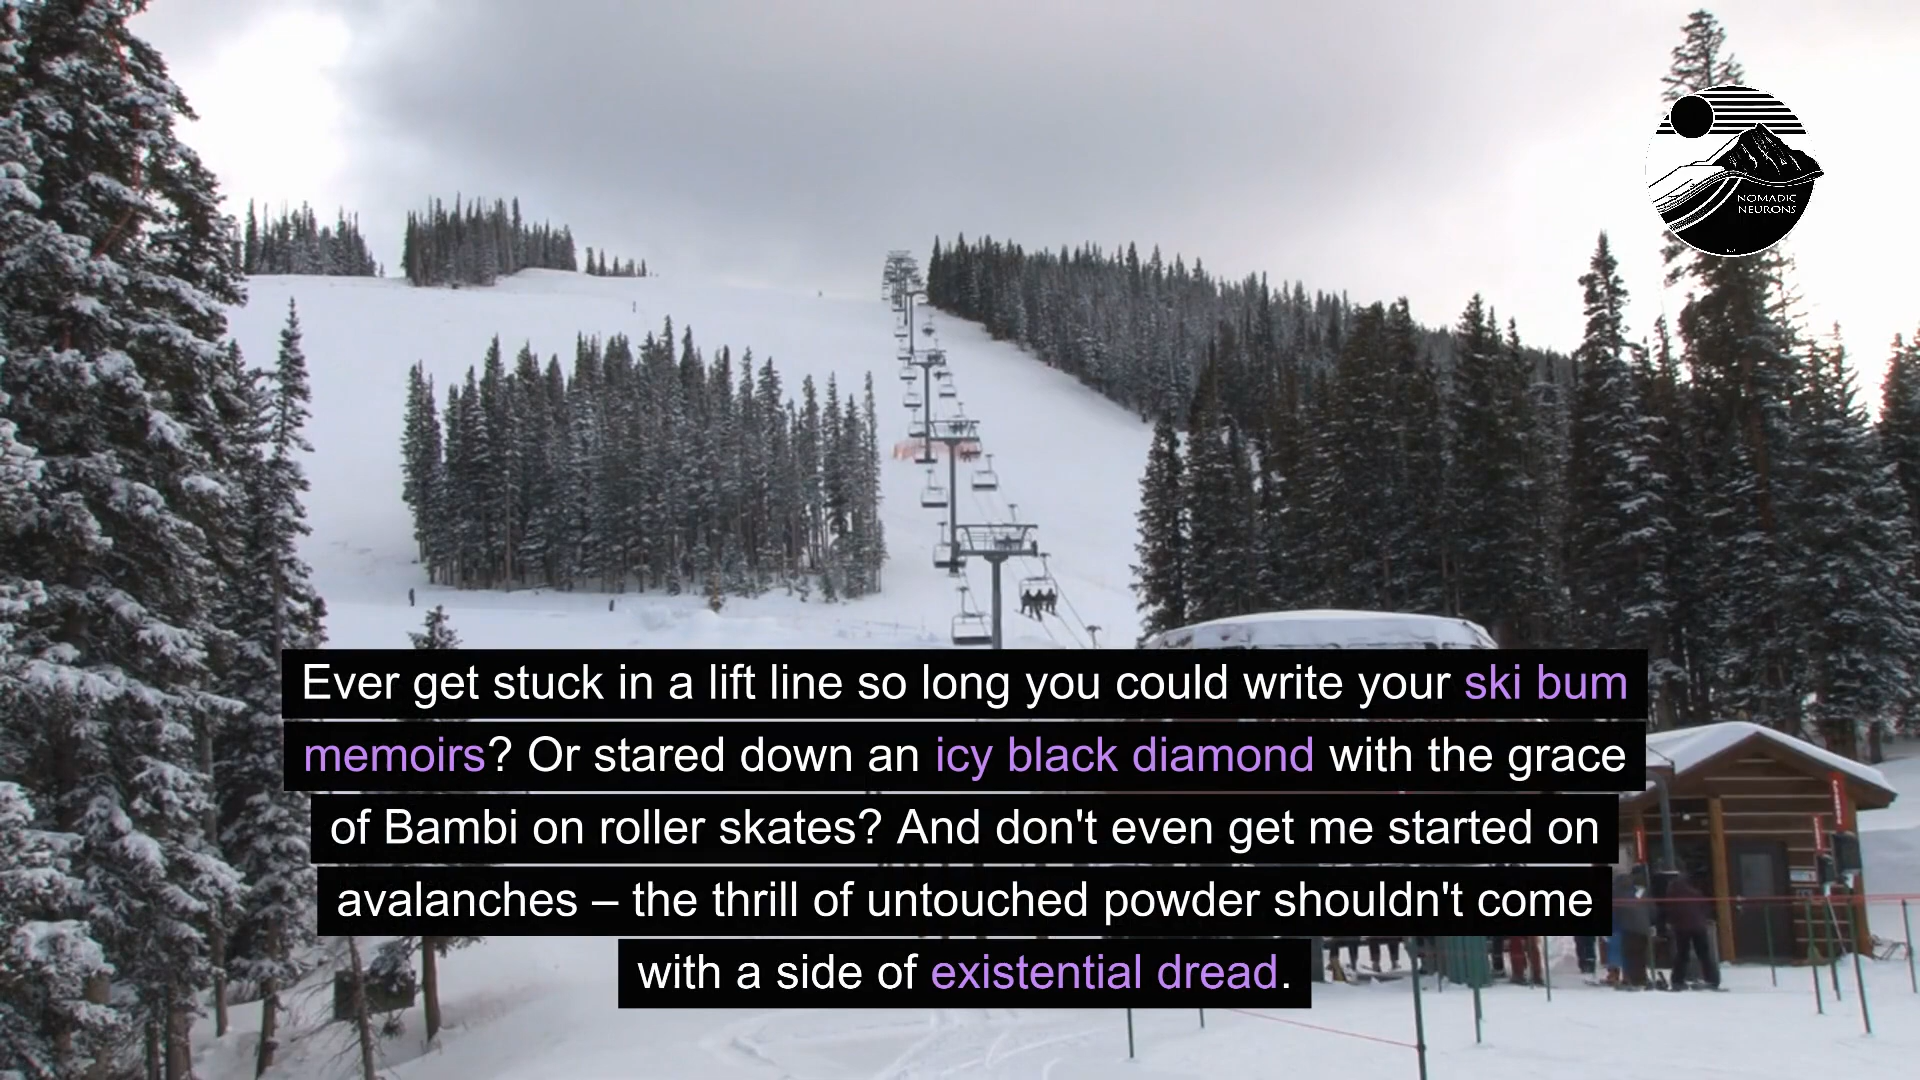 NOMADIC
NEURONS
Ever get stuck in a lift line so long you could write your ski bum
memoirs? Or stared down an icy black diamond with the grace
of Bambi on roller skates? And don't even get me started on
avalanches – the thrill of untouched powder shouldn't come
with a side of existential dread.